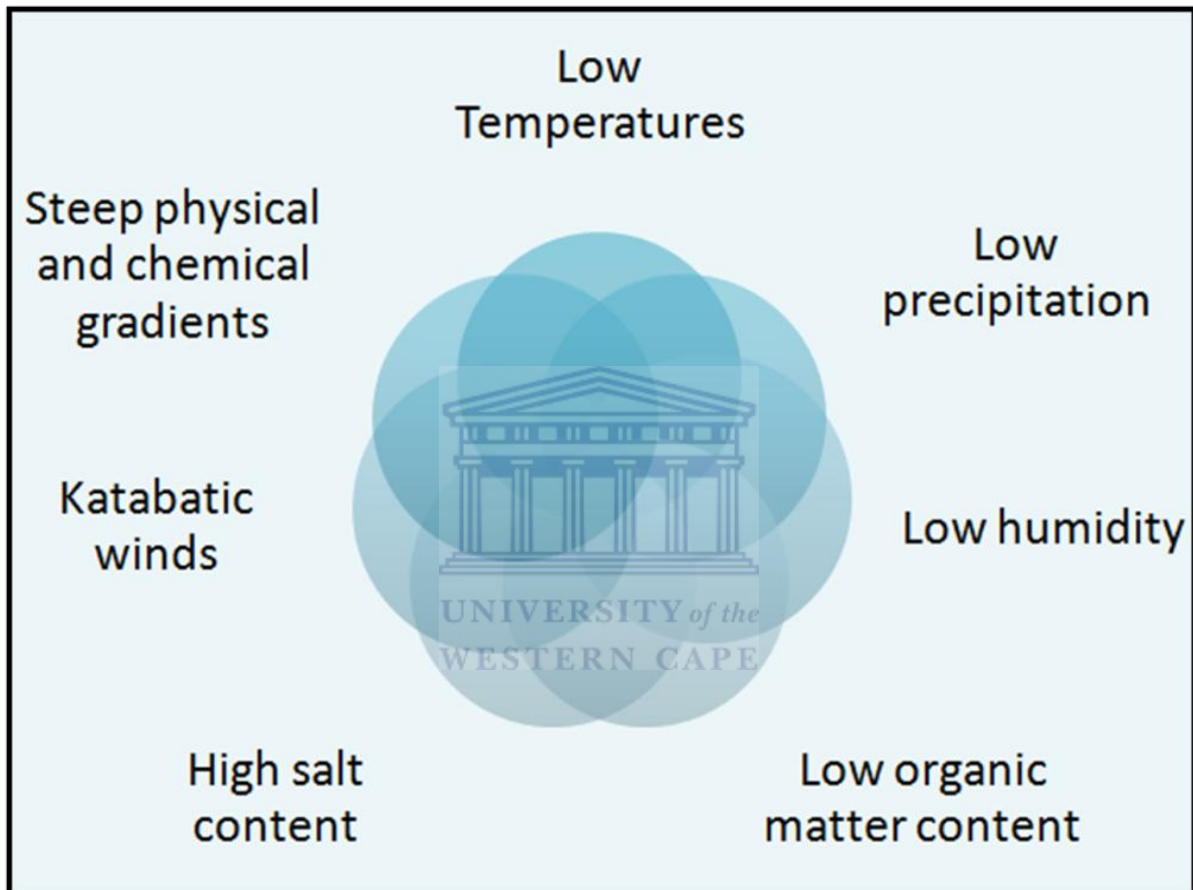 Low
Temperatures
Low
precipitation
Low humidity
Low organic
matter content
High salt
content
Katabatic
winds
Steep physical
and chemical
gradients
UNIVERSITY of the
WESTERN CAPE